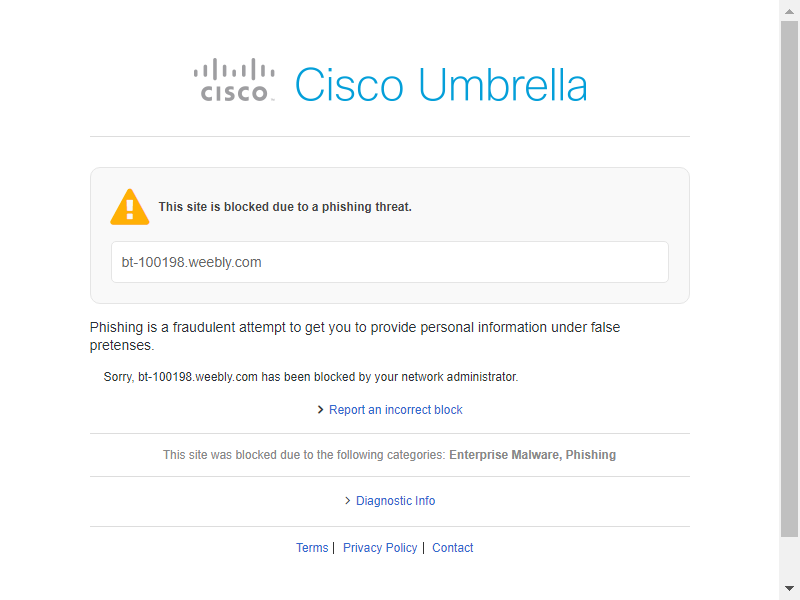 cisco Cisco Umbrella
This site is blocked due to a phishing threat.
bt-100198.weebly.com
Phishing is a fraudulent attempt to get you to provide personal information under false
pretenses.
Sorry, bt-100198.weebly.com has been blocked by your network administrator.
> Report an incorrect block
This site was blocked due to the following categories: Enterprise Malware, Phishing
> Diagnostic Info
Terms | Privacy Policy | Contact